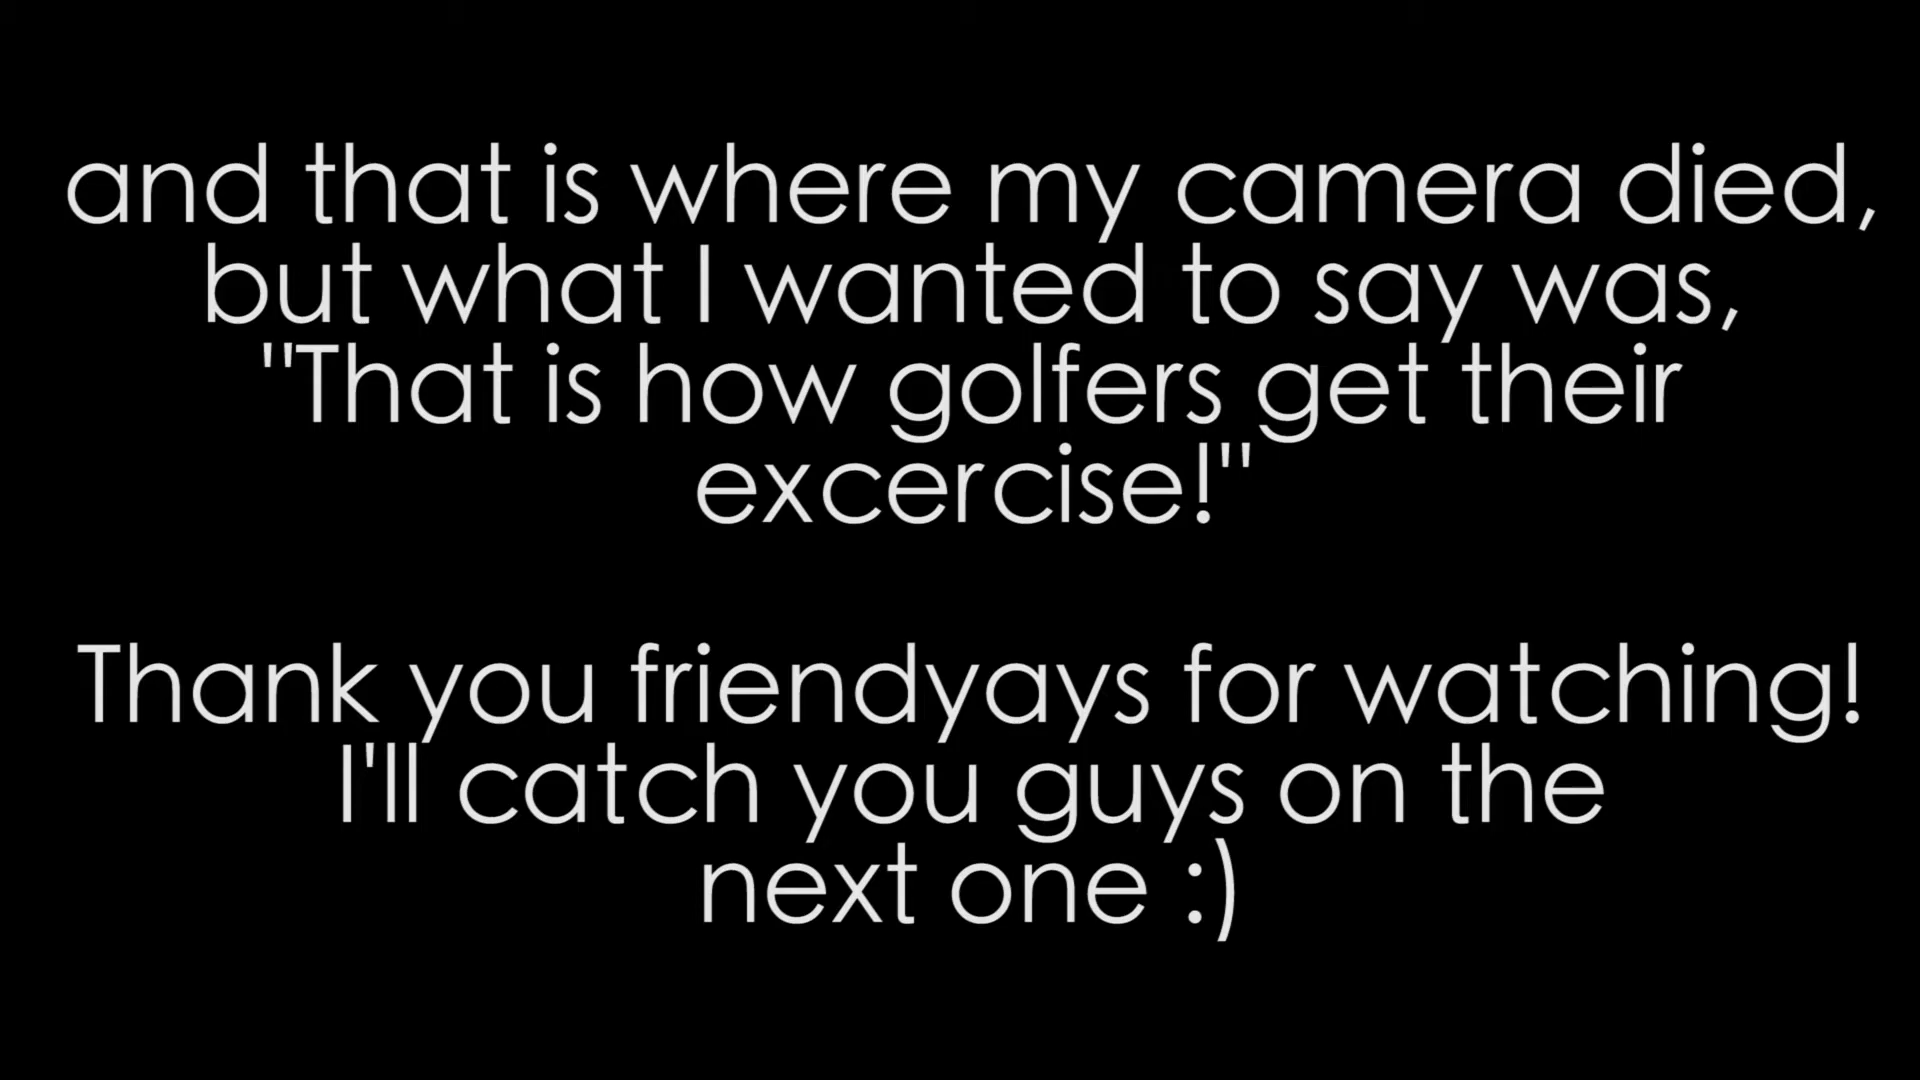 and that is where my camera died,
but what I wanted to say was,
"That is how golfers get their
excercise!"
Thank you friendyays for watching!
I'll catch you guys on the
next one :)